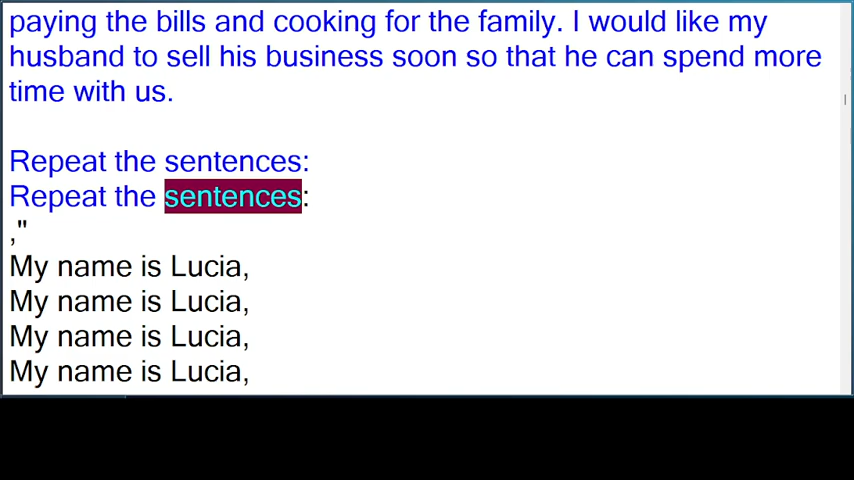 paying the bills and cooking for the family. I would like my
husband to sell his business soon so that he can spend more
time with us.
Repeat the sentences:
Repeat the sentences:
,"
My name is Lucia,
My name is Lucia,
My name is Lucia,
My name is Lucia,